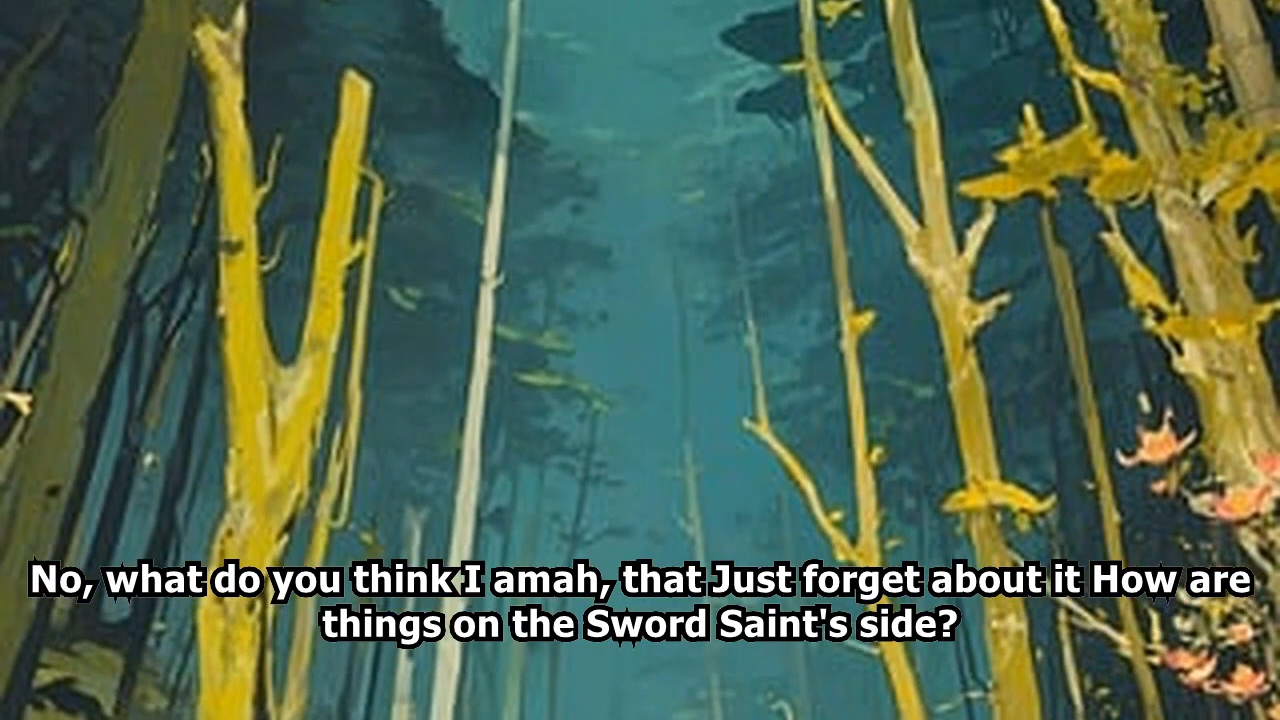 No, what do you think I amah, that Just forget about it How are
things on the Sword Saint's side?